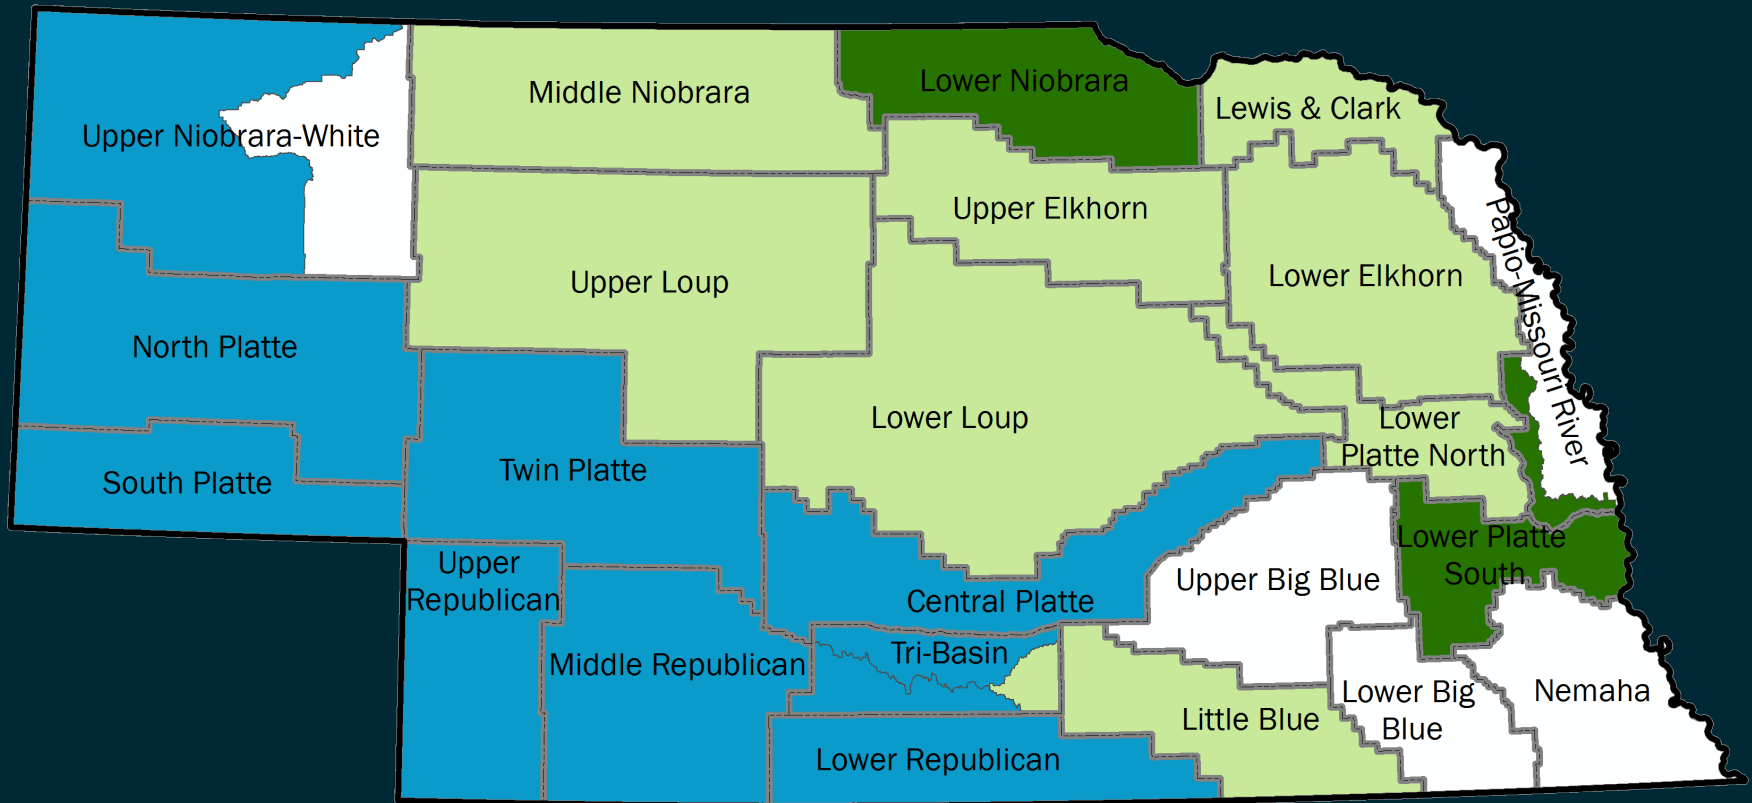 Middle Niobrara
Lower Niobrara
Lewis & Clark
Upper Niobrara-White
Upper Elkhorn
Papio-Missouri River
Upper Loup
Lower Elkhorn
North Platte
Lower Loup
Lower
Platte North
South Platte
Twin Platte
Lower Platte
South
Upper
Republican
Central Platte
Upper Big Blue
Tri-Basin
Middle Republican
Lower Big
Blue
Nemaha
Little Blue
Lower Republican